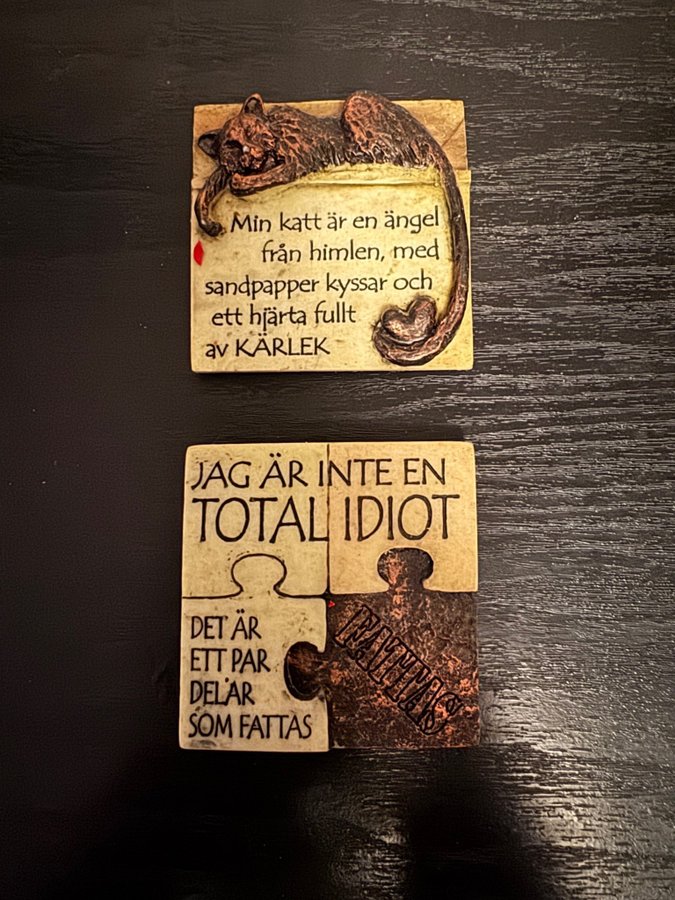 Min katt är en ängel
från himlen, med
sandpapper kyssar och
ett hjärta fullt
av KÄRLEK
JAG ÄR INTE EN
TOTAL IDIOT
DET ÄR
ETT PAR
DELAR
SOM FATTAS
FATTAS